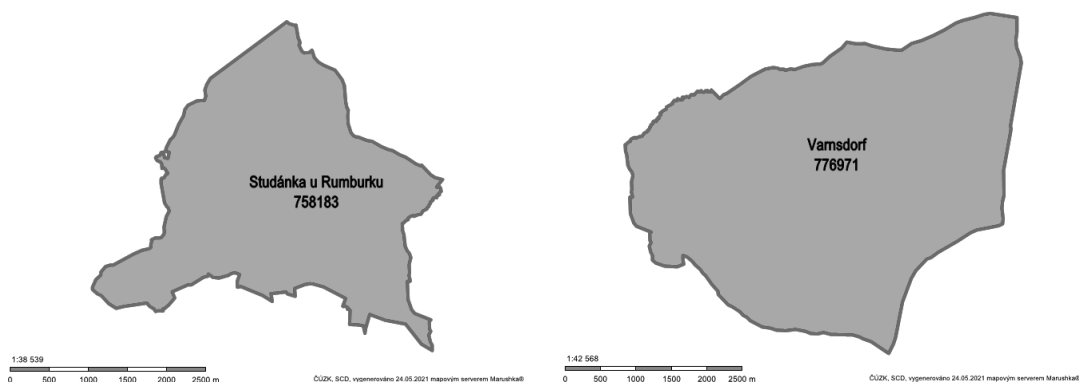 Studánka u Rumburku
758183
1:38 539
0 500 1000 1500 2000 2500 m
ČÚZK, SCD, vygenerováno 24.05.2021 mapovým serverem Marushka®
Varnsdorf
776971
1:42 568
0 500 1000 1500 2000 2500 m
ČÚZK, SCD, vygenerováno 24.05.2021 mapovým serverem Marushka®